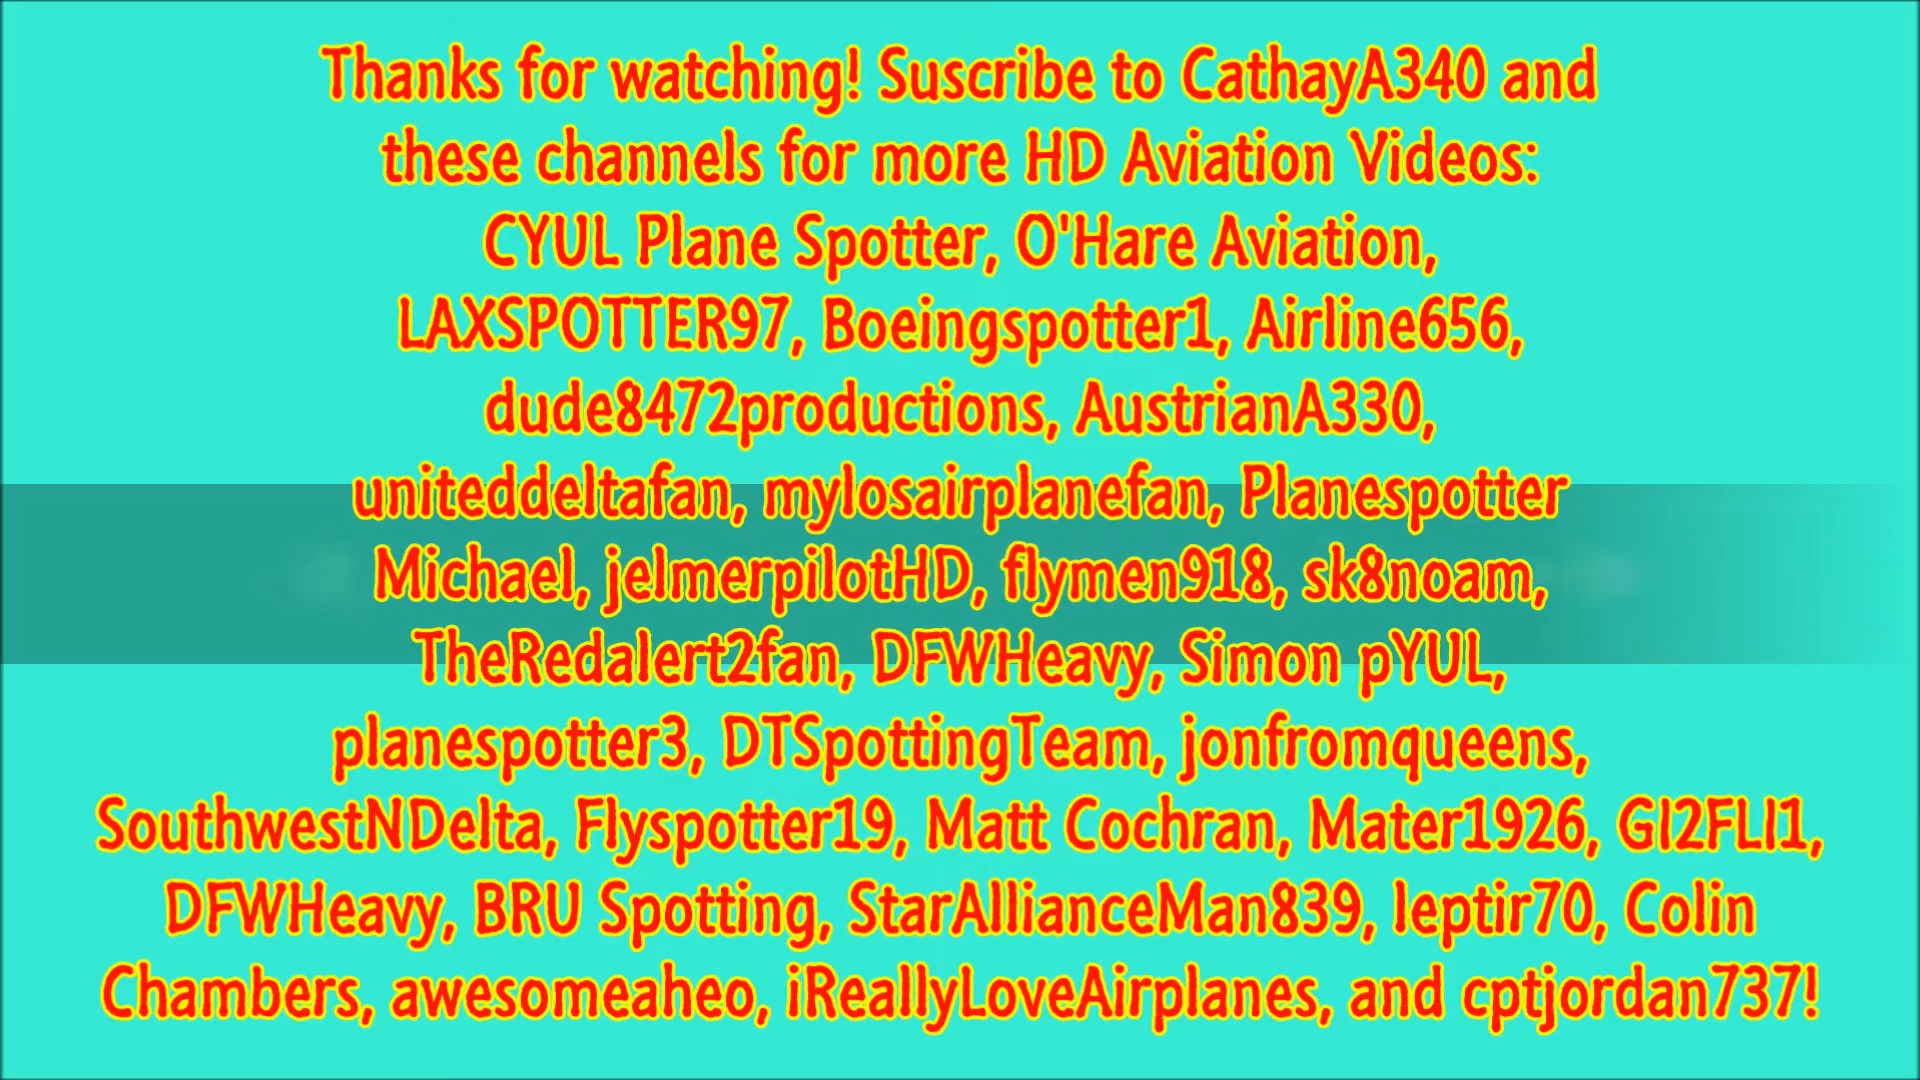 Thanks for watching! Suscribe to CathayA340 and
these channels for more HD Aviation Videos:
CYUL Plane Spotter, O'Hare Aviation,
LAXSPOTTER97, Boeingspotter1, Airline656,
dude8472productions, AustrianA330,
uniteddeltafan, mylosairplanefan, Planespotter
Michael, jelmerpilotHD, flymen918, sk8noam,
TheRedalert2fan, DFWHeavy, Simon pYUL,
planespotter3, DTSpottingTeam, jonfromqueens,
SouthwestNDelta, Flyspotter19, Matt Cochran, Mater1926, GI2FLI1,
DFWHeavy, BRU Spotting, StarAllianceMan839, leptir70, Colin
Chambers, awesomeaheo, iReallyLoveAirplanes, and cptjordan737!